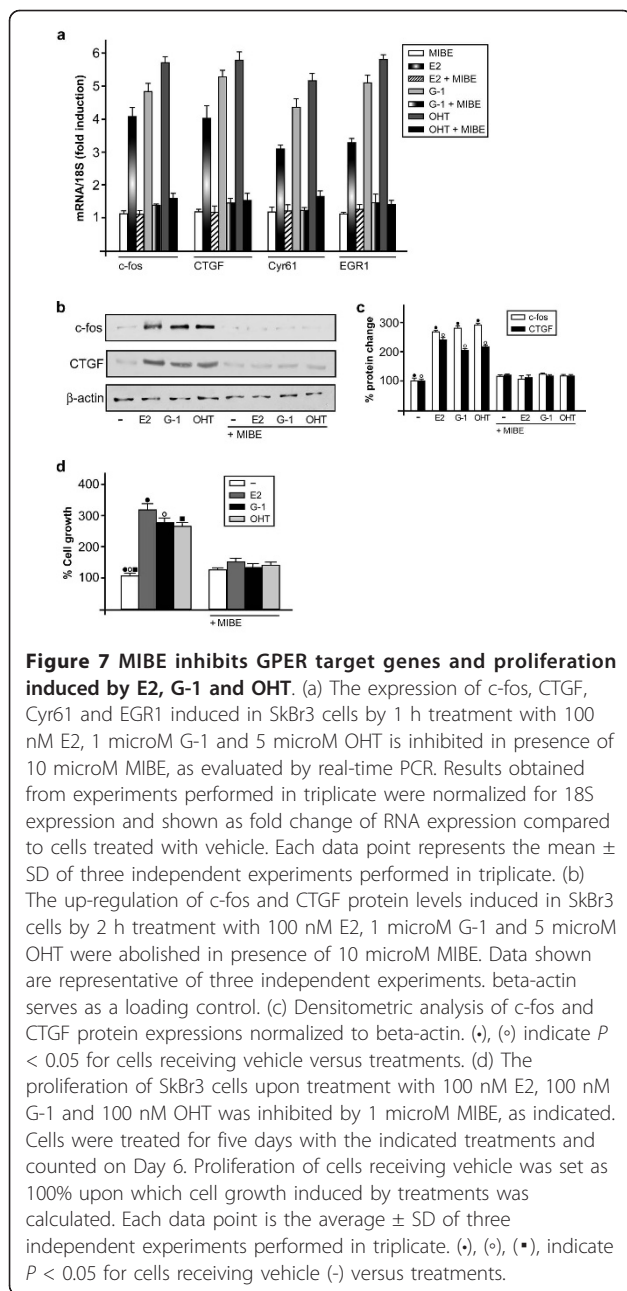 a
mRNA/18S (fold induction)
6
5
4
3
2
1
MIBE
E2
E2 + MIBE
G-1
G-1 + MIBE
OHT
OHT + MIBE
c-fos CTGF Cyr61 EGR1
b
c-fos
CTGF
β-actin
– E2 G-1 OHT – E2 G-1 OHT
+ MIBE
c
% protein change
300
200
100
c-fos
CTGF
– E2 G-1 OHT – E2 G-1 OHT
+ MIBE
d
% Cell growth
400
300
200
100
–
E2
G-1
OHT
+ MIBE
Figure 7 MIBE inhibits GPER target genes and proliferation
induced by E2, G-1 and OHT. (a) The expression of c-fos, CTGF,
Cyr61 and EGR1 induced in SkBr3 cells by 1 h treatment with 100
nM E2, 1 microM G-1 and 5 microM OHT is inhibited in presence of
10 microM MIBE, as evaluated by real-time PCR. Results obtained
from experiments performed in triplicate were normalized for 18S
expression and shown as fold change of RNA expression compared
to cells treated with vehicle. Each data point represents the mean ±
SD of three independent experiments performed in triplicate. (b)
The up-regulation of c-fos and CTGF protein levels induced in SkBr3
cells by 2 h treatment with 100 nM E2, 1 microM G-1 and 5 microM
OHT were abolished in presence of 10 microM MIBE. Data shown
are representative of three independent experiments. beta-actin
serves as a loading control. (c) Densitometric analysis of c-fos and
CTGF protein expressions normalized to beta-actin. (•), (◦) indicate P
< 0.05 for cells receiving vehicle versus treatments. (d) The
proliferation of SkBr3 cells upon treatment with 100 nM E2, 100 nM
G-1 and 100 nM OHT was inhibited by 1 microM MIBE, as indicated.
Cells were treated for five days with the indicated treatments and
counted on Day 6. Proliferation of cells receiving vehicle was set as
100% upon which cell growth induced by treatments was
calculated. Each data point is the average ± SD of three
independent experiments performed in triplicate. (•), (◦), (▪), indicate
P < 0.05 for cells receiving vehicle (-) versus treatments.